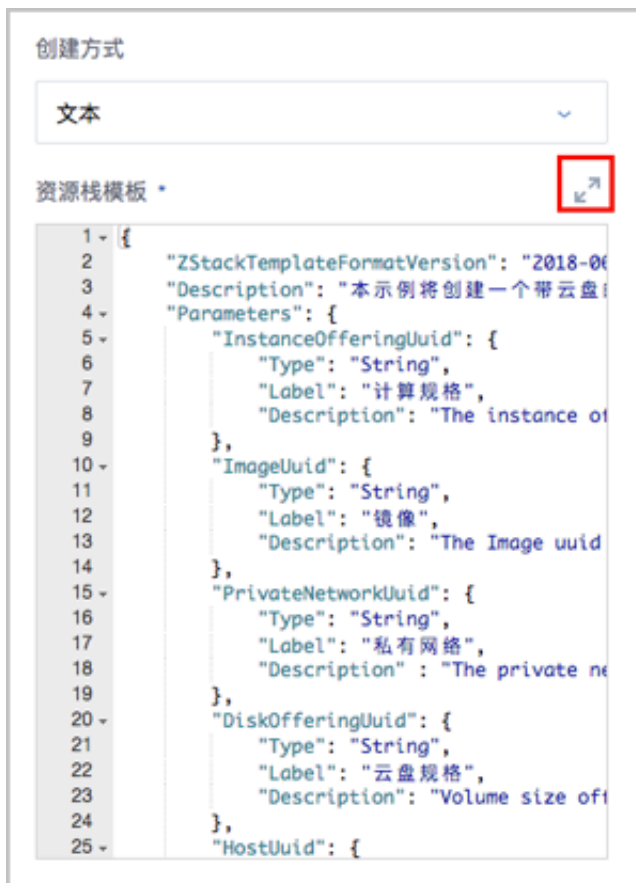 创建方式
文本
资源栈模板 *
1 {
2 "ZStackTemplateFormatVersion": "2018-06
3 "Description": "本示例将创建一个带云盘
4 "Parameters": {
5 "InstanceOfferingUuid": {
6 "Type": "String",
7 "Label": "计算规格",
8 "Description": "The instance of
9 },
10 "ImageUuid": {
11 "Type": "String",
12 "Label": "镜像",
13 "Description": "The Image uuid
14 },
15 "PrivateNetworkUuid": {
16 "Type": "String",
17 "Label": "私有网络",
18 "Description" : "The private ne
19 },
20 "DiskOfferingUuid": {
21 "Type": "String",
22 "Label": "云盘规格",
23 "Description": "Volume size off
24 },
25 "HostUuid": {